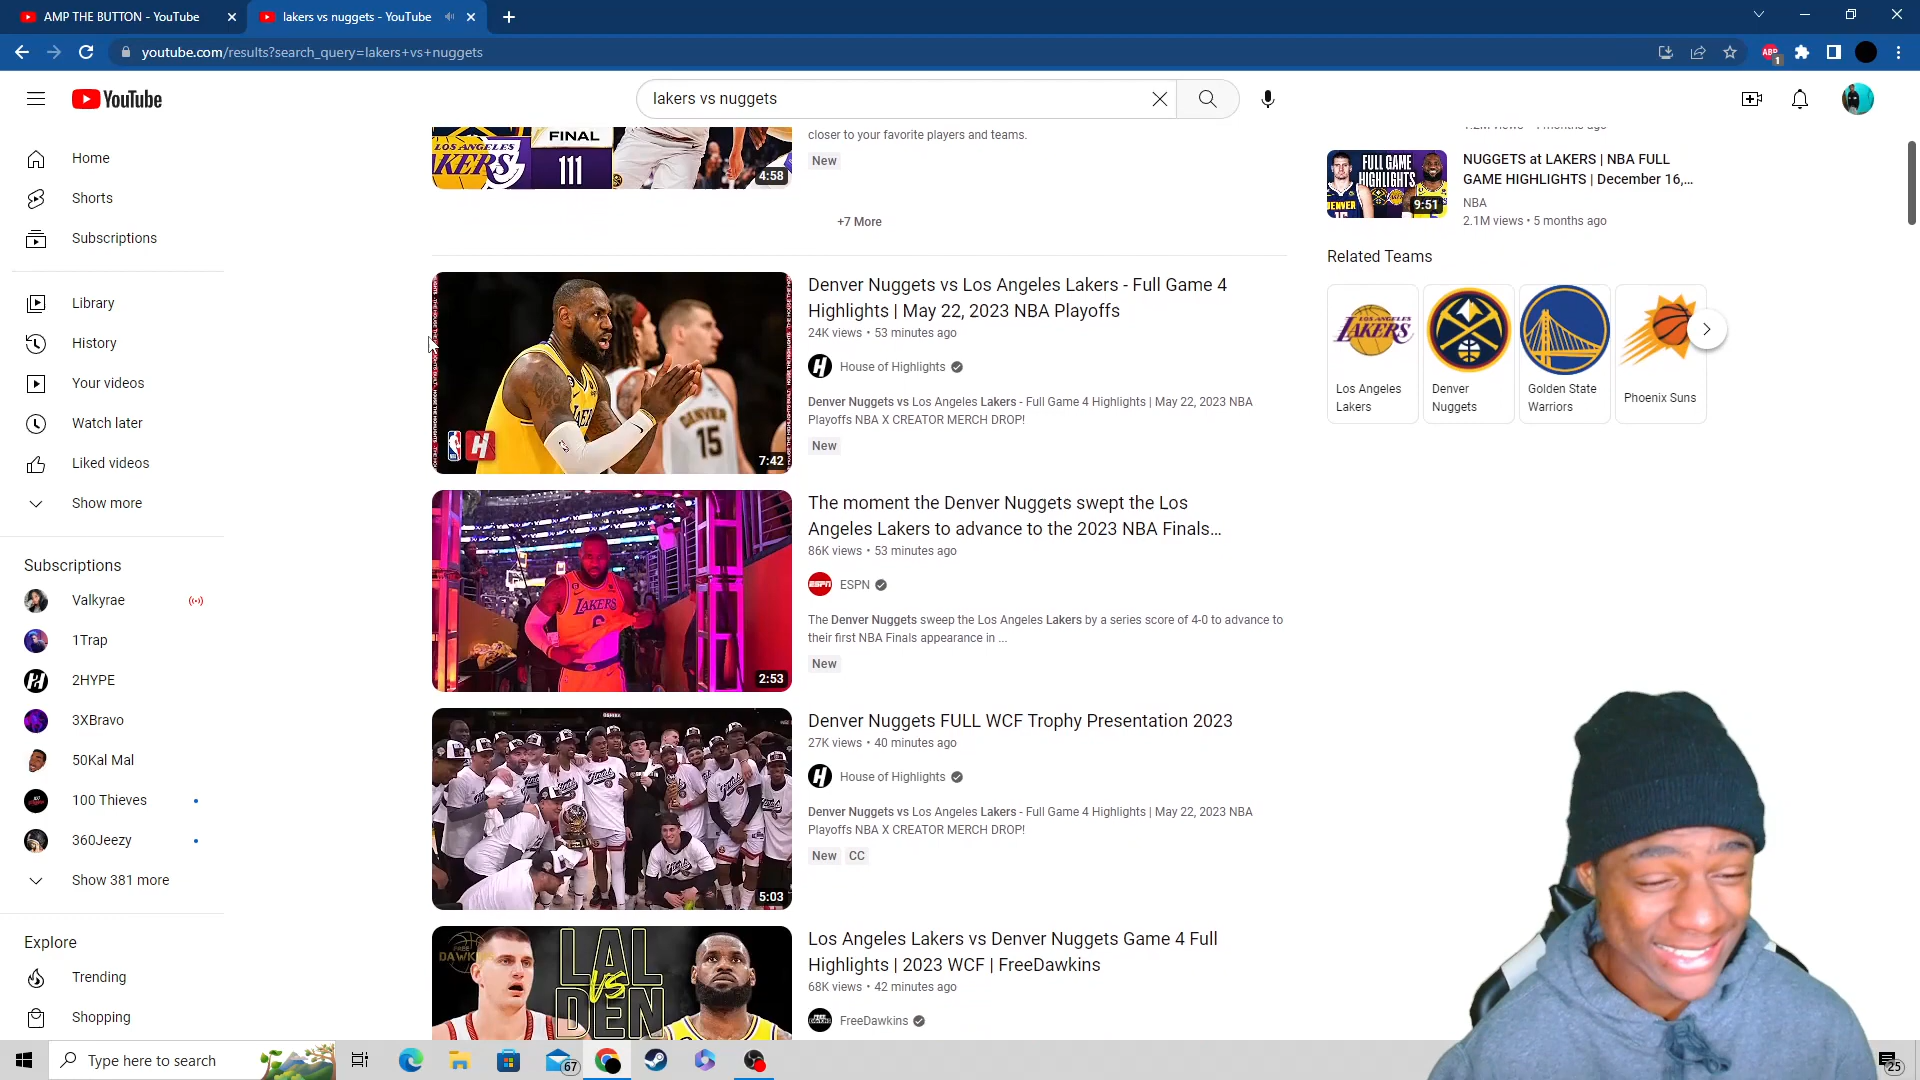 AMP THE BUTTON - YouTube
lakers vs nuggets - YouTube
youtube.com/results?search_query=lakers+vs+nuggets
ABP
1
YouTube
lakers vs nuggets
Home
Shorts
Subscriptions
Library
History
Your videos
Watch later
Liked videos
Show more
Subscriptions
Valkyrae
1Trap
2HYPE
3XBravo
50Kal Mal
100 Thieves
360Jeezy
Show 381 more
Explore
Trending
Shopping
LOS ANGELES
FINAL
111
4:58
closer to your favorite players and teams.
New
+7 More
DENVER
15
7:42
Denver Nuggets vs Los Angeles Lakers - Full Game 4
Highlights | May 22, 2023 NBA Playoffs
24K views • 53 minutes ago
House of Highlights
Denver Nuggets vs Los Angeles Lakers - Full Game 4 Highlights | May 22, 2023 NBA
Playoffs NBA X CREATOR MERCH DROP!
New
LAKERS
6
2:53
The moment the Denver Nuggets swept the Los
Angeles Lakers to advance to the 2023 NBA Finals...
86K views • 53 minutes ago
ESPN
The Denver Nuggets sweep the Los Angeles Lakers by a series score of 4-0 to advance to
their first NBA Finals appearance in ...
New
5:03
Denver Nuggets FULL WCF Trophy Presentation 2023
27K views • 40 minutes ago
House of Highlights
Denver Nuggets vs Los Angeles Lakers - Full Game 4 Highlights | May 22, 2023 NBA
Playoffs NBA X CREATOR MERCH DROP!
New CC
LAL
VS
DEN
Los Angeles Lakers vs Denver Nuggets Game 4 Full
Highlights | 2023 WCF | FreeDawkins
68K views • 42 minutes ago
FreeDawkins
FULL GAME
HIGHLIGHTS
9:51
NUGGETS at LAKERS | NBA FULL
GAME HIGHLIGHTS | December 16,...
NBA
2.1M views • 5 months ago
Related Teams
LOS ANGELES
LAKERS
Los Angeles
Lakers
Denver
Nuggets
Golden State
Warriors
Phoenix Suns
Type here to search
67
25